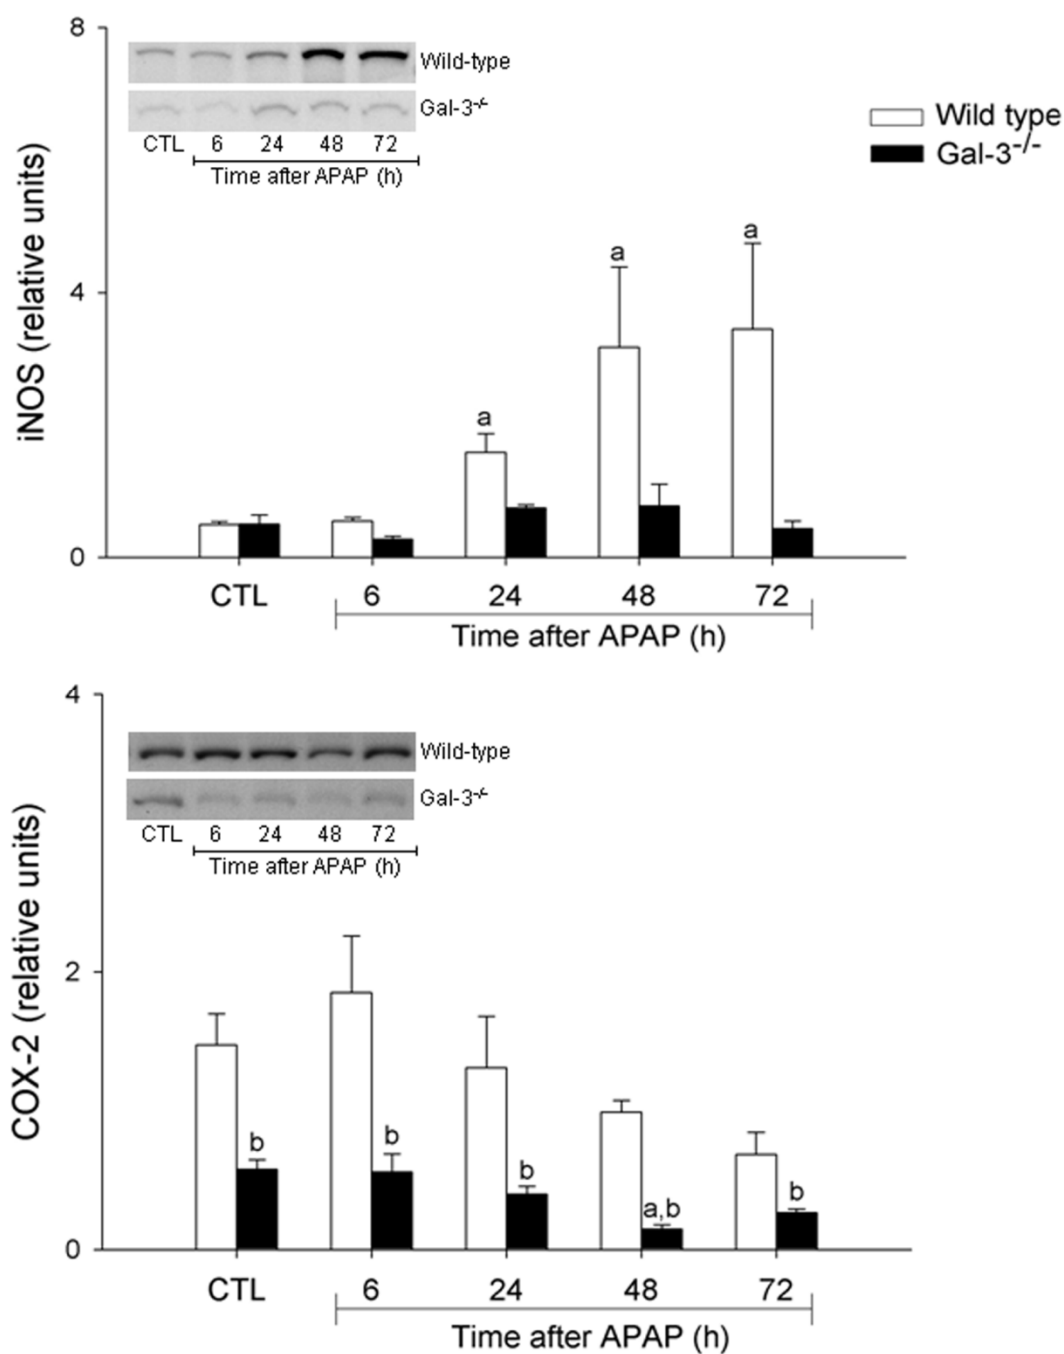 8
Wild-type
Gal-3-/-
CTL 6 24 48 72
Time after APAP (h)
Wild type
Gal-3-/-
iNOS (relative units)
4
a
a
a
0
CTL 6 24 48 72
Time after APAP (h)
4
Wild-type
Gal-3-/-
CTL 6 24 48 72
Time after APAP (h)
COX-2 (relative units)
2
b
b
b
a,b
b
0
CTL 6 24 48 72
Time after APAP (h)